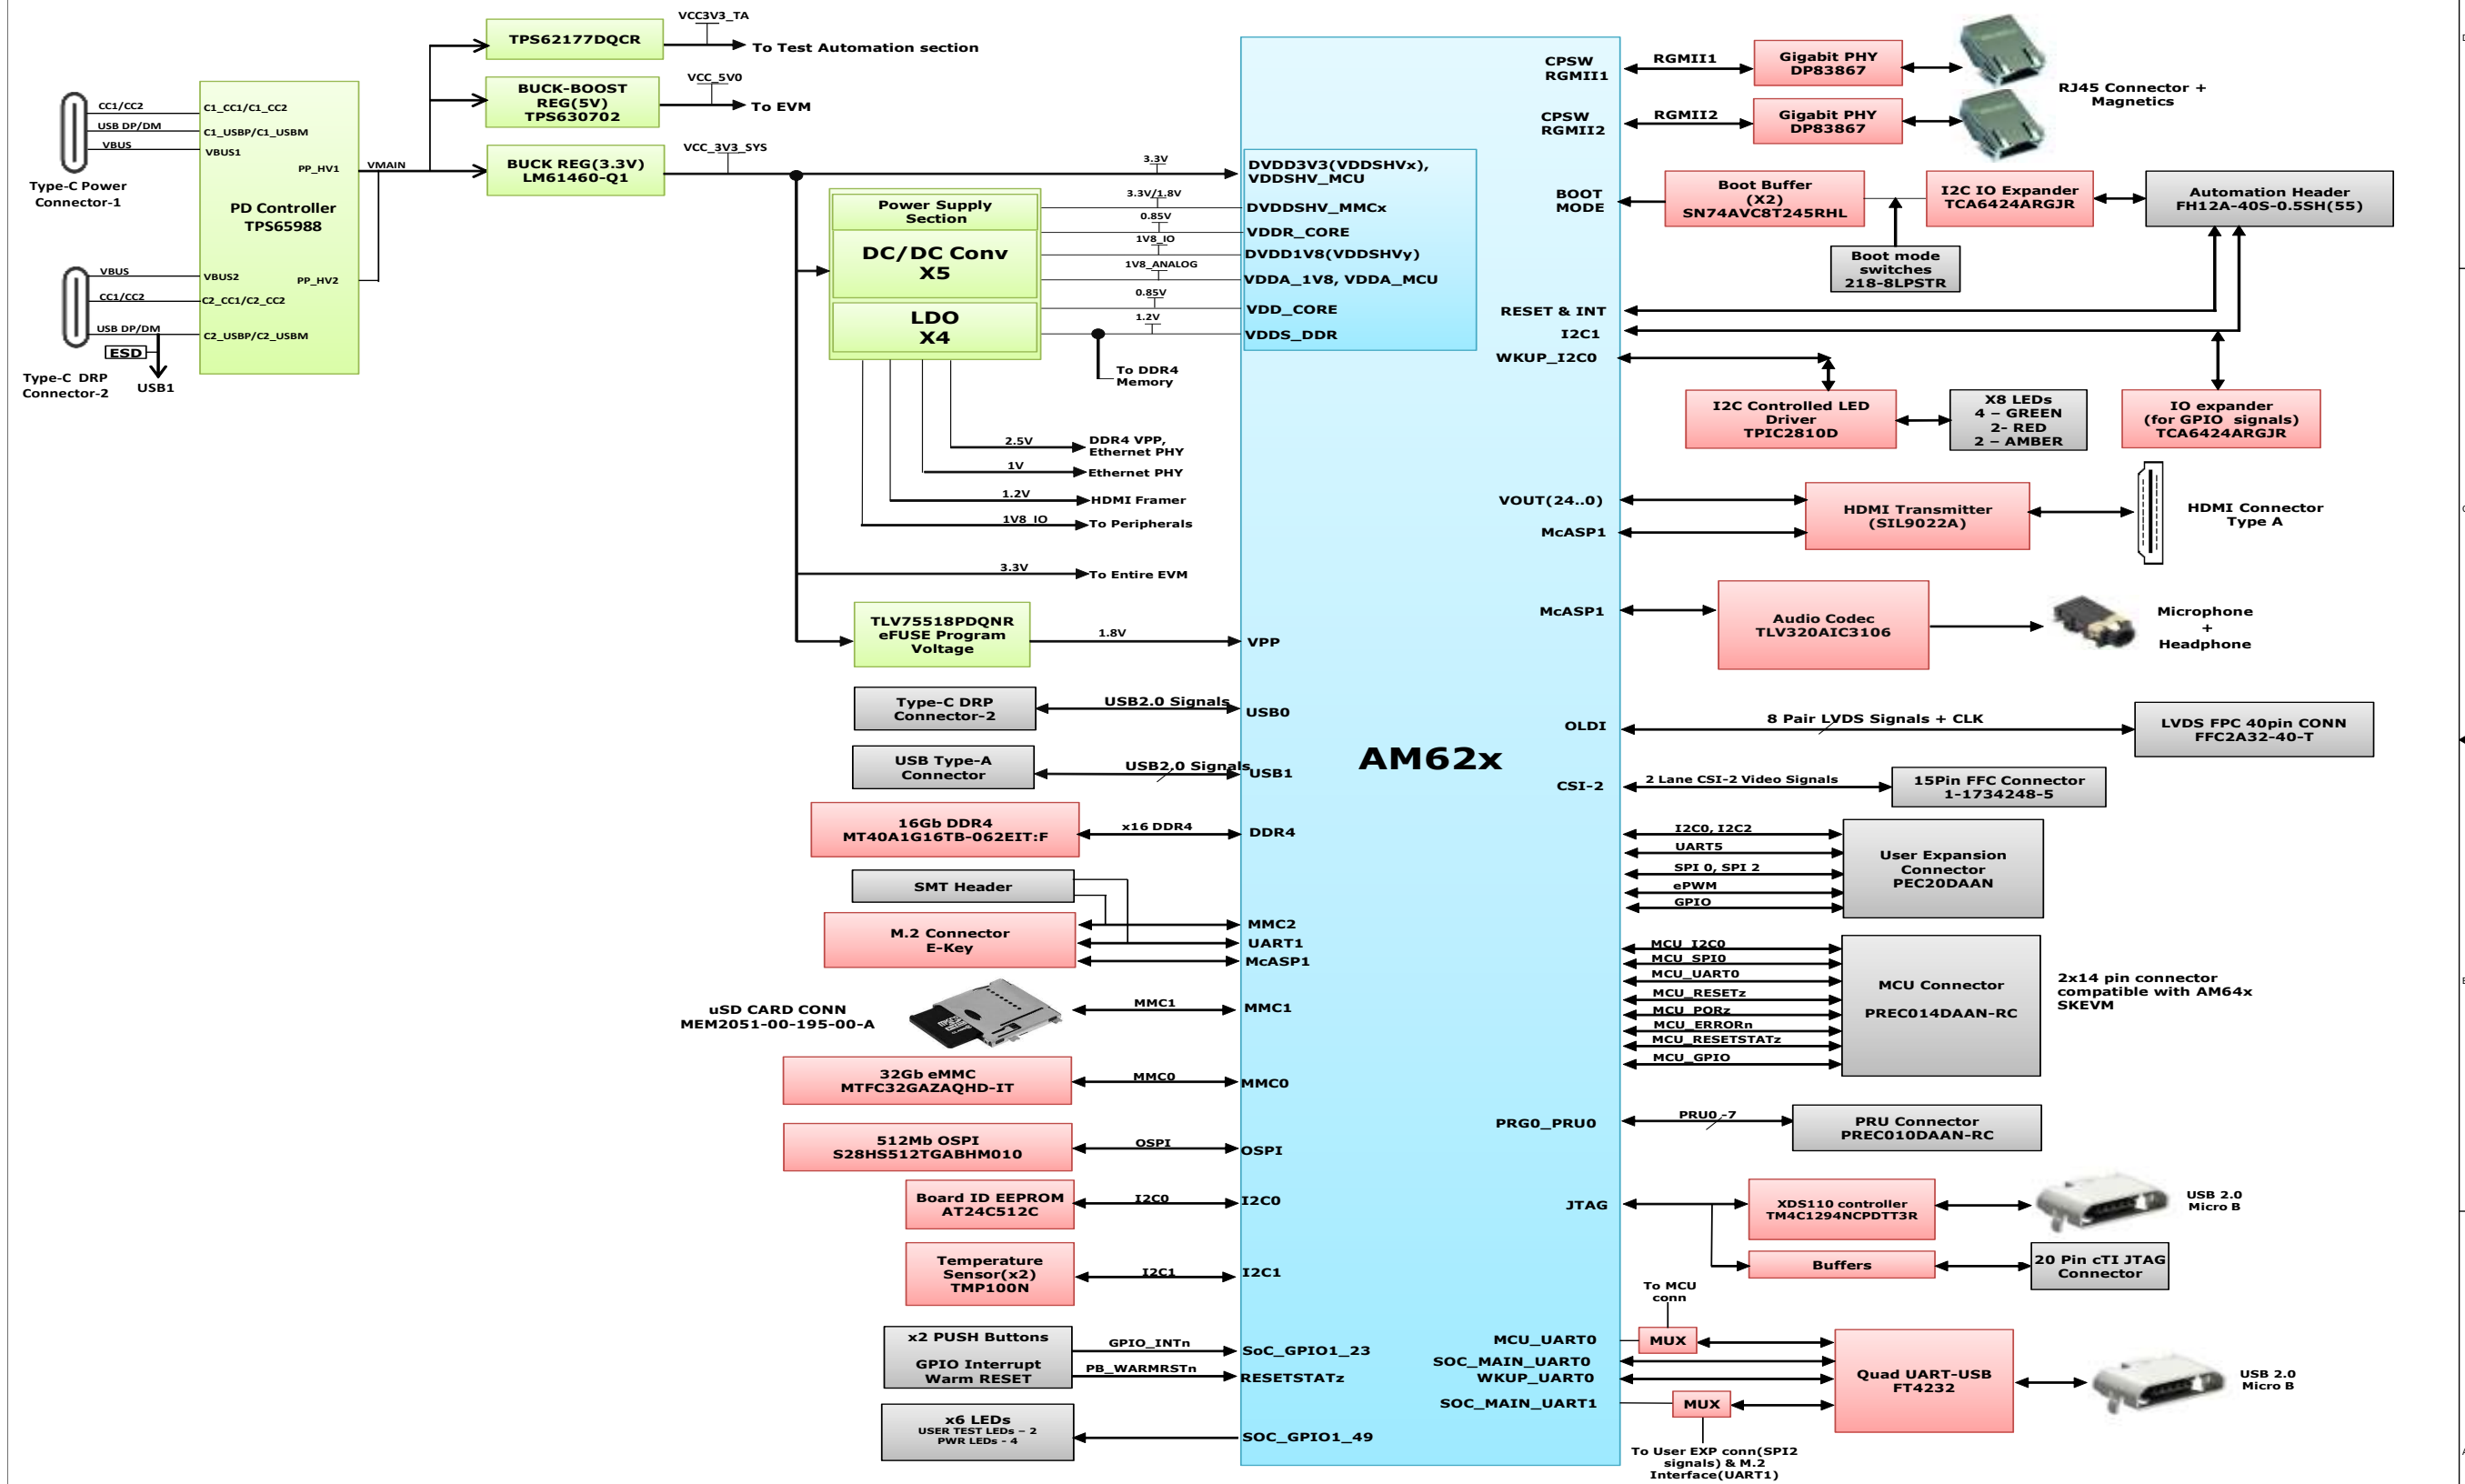 VCC3V3_TA
TPS62177DQCR
To Test Automation section
VCC_5V0
BUCK-BOOST
REG(5V)
TPS630702
To EVM
VCC_3V3_SYS
BUCK REG(3.3V)
LM61460-Q1
CC1/CC2
USB DP/DM
VBUS
Type-C Power
Connector-1
C1_CC1/C1_CC2
C1_USBP/C1_USBM
VBUS1
PP_HV1
VMAIN
PD Controller
TPS65988
VBUS2
PP_HV2
C2_CC1/C2_CC2
C2_USBP/C2_USBM
VBUS
CC1/CC2
USB DP/DM
ESD
Type-C DRP
Connector-2
USB1
Power Supply
Section
DC/DC Conv
X5
LDO
X4
3.3V
3.3V/1.8V
0.85V
1V8_IO
1V8_ANALOG
0.85V
1.2V
To DDR4
Memory
DVDD3V3(VDDSHVx),
VDDSHV_MCU
DVDDSHV_MMCx
VDDR_CORE
DVDD1V8(VDDSHVy)
VDDA_1V8, VDDA_MCU
VDD_CORE
VDDS_DDR
2.5V
DDR4 VPP,
Ethernet PHY
1V
Ethernet PHY
1.2V
HDMI Framer
1V8_IO
To Peripherals
3.3V
To Entire EVM
TLV75518PDQNR
eFUSE Program
Voltage
1.8V
VPP
Type-C DRP
Connector-2
USB2.0 Signals
USB0
USB Type-A
Connector
USB2.0 Signals
USB1
16Gb DDR4
MT40A1G16TB-062EIT:F
x16 DDR4
DDR4
SMT Header
M.2 Connector
E-Key
MMC2
UART1
McASP1
uSD CARD CONN
MEM2051-00-195-00-A
MMC1
MMC1
32Gb eMMC
MTFC32GAZAQHD-IT
MMC0
MMC0
512Mb OSPI
S28HS512TGABHM010
OSPI
OSPI
Board ID EEPROM
AT24C512C
I2C0
I2C0
Temperature
Sensor(x2)
TMP100N
I2C1
I2C1
x2 PUSH Buttons
GPIO Interrupt
Warm RESET
GPIO_INTn
PB_WARMRSTn
SoC_GPIO1_23
RESETSTATz
x6 LEDs
USER TEST LEDs – 2
PWR LEDs - 4
SOC_GPIO1_49
AM62x
CPSW
RGMII1
RGMII1
Gigabit PHY
DP83867
CPSW
RGMII2
RGMII2
Gigabit PHY
DP83867
RJ45 Connector +
Magnetics
BOOT
MODE
Boot Buffer
(X2)
SN74AVC8T245RHL
I2C IO Expander
TCA6424ARGJR
Automation Header
FH12A-40S-0.5SH(55)
Boot mode
switches
218-8LPSTR
RESET & INT
I2C1
WKUP_I2C0
I2C Controlled LED
Driver
TPIC2810D
X8 LEDs
4 – GREEN
2- RED
2 – AMBER
IO expander
(for GPIO signals)
TCA6424ARGJR
VOUT(24..0)
McASP1
HDMI Transmitter
(SIL9022A)
HDMI Connector
Type A
McASP1
Audio Codec
TLV320AIC3106
Microphone
+
Headphone
OLDI
8 Pair LVDS Signals + CLK
LVDS FPC 40pin CONN
FFC2A32-40-T
CSI-2
2 Lane CSI-2 Video Signals
15Pin FFC Connector
1-1734248-5
I2C0, I2C2
UART5
SPI 0, SPI 2
ePWM
GPIO
User Expansion
Connector
PEC20DAAN
MCU_I2C0
MCU_SPI0
MCU_UART0
MCU_RESETz
MCU_PORz
MCU_ERRORn
MCU_RESETSTATz
MCU_GPIO
MCU Connector
PREC014DAAN-RC
2x14 pin connector
compatible with AM64x
SKEVM
PRG0_PRU0
PRU0 -7
PRU Connector
PREC010DAAN-RC
JTAG
XDS110 controller
TM4C1294NCPDTT3R
USB 2.0
Micro B
Buffers
20 Pin cTI JTAG
Connector
To MCU
conn
MCU_UART0
MUX
SOC_MAIN_UART0
WKUP_UART0
SOC_MAIN_UART1
MUX
Quad UART-USB
FT4232
USB 2.0
Micro B
To User EXP conn(SPI2
signals) & M.2
Interface(UART1)